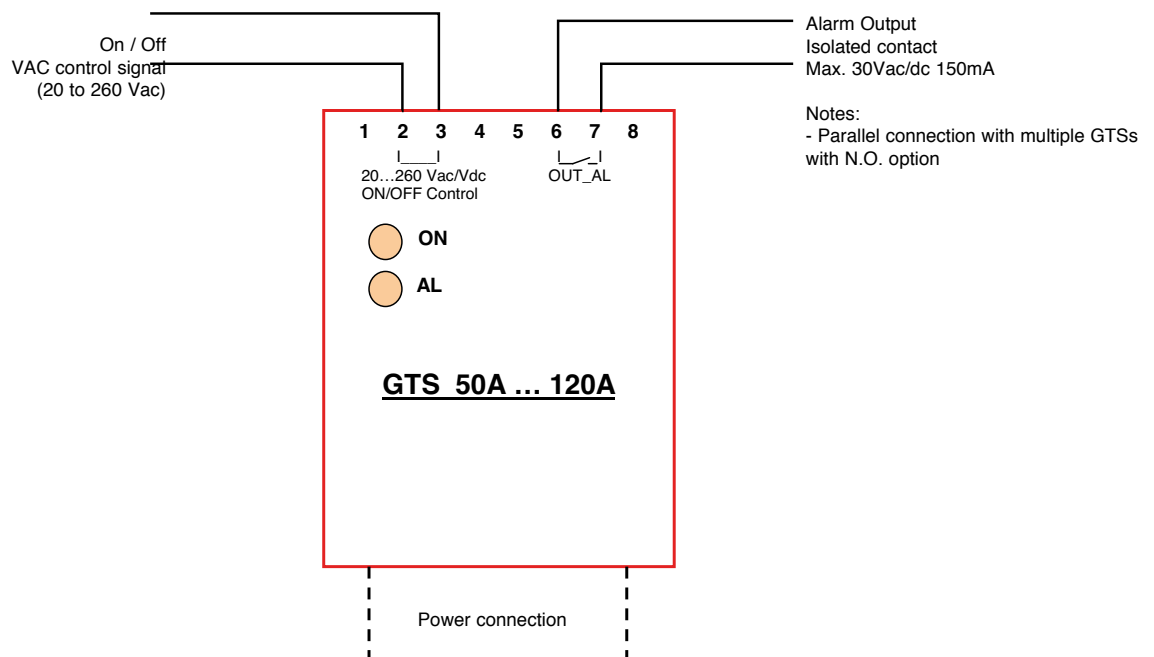 On / Off
VAC control signal
(20 to 260 Vac)
Alarm Output
Isolated contact
Max. 30Vac/dc 150mA
Notes:
- Parallel connection with multiple GTSs
with N.O. option
1 2 3 4 5 6 7 8
20…260 Vac/Vdc
ON/OFF Control
OUT_AL
ON
AL
GTS 50A … 120A
Power connection